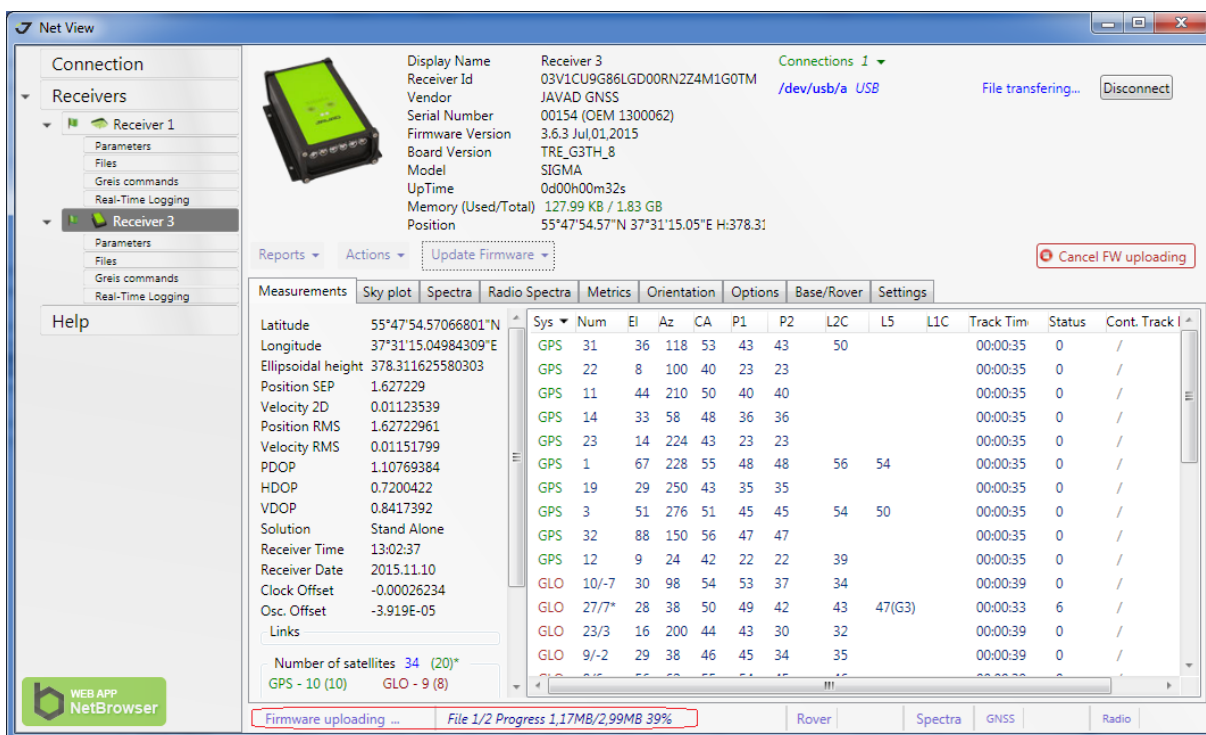 Net View
Connection
Receivers
Receiver 1
Parameters
Files
Greis commands
Real-Time Logging
Receiver 3
Parameters
Files
Greis commands
Real-Time Logging
Help
WEB APP
NetBrowser
Display Name Receiver 3
Receiver Id 03V1CU9G86LGD00RN2Z4M1G0TM
Vendor JAVAD GNSS
Serial Number 00154 (OEM 1300062)
Firmware Version 3.6.3 Jul,01,2015
Board Version TRE_G3TH_8
Model SIGMA
UpTime 0d00h00m32s
Memory (Used/Total) 127.99 KB / 1.83 GB
Position 55°47'54.57"N 37°31'15.05"E H:378.31
Connections 1
/dev/usb/a USB File transfering... Disconnect
Reports Actions Update Firmware Cancel FW uploading
Measurements Sky plot Spectra Radio Spectra Metrics Orientation Options Base/Rover Settings
Latitude 55°47'54.57066801"N
Longitude 37°31'15.04984309"E
Ellipsoidal height 378.311625580303
Position SEP 1.627229
Velocity 2D 0.01123539
Position RMS 1.62722961
Velocity RMS 0.01151799
PDOP 1.10769384
HDOP 0.7200422
VDOP 0.8417392
Solution Stand Alone
Receiver Time 13:02:37
Receiver Date 2015.11.10
Clock Offset -0.00026234
Osc. Offset -3.919E-05
Links
Number of satellites 34 (20)*
GPS - 10 (10) GLO - 9 (8)
Sys Num El Az CA P1 P2 L2C L5 L1C Track Tim Status Cont. Track
GPS 31 36 118 53 43 43 50 00:00:35 0 /
GPS 22 8 100 40 23 23 00:00:35 0 /
GPS 11 44 210 50 40 40 00:00:35 0 /
GPS 14 33 58 48 36 36 00:00:35 0 /
GPS 23 14 224 43 23 23 00:00:35 0 /
GPS 1 67 228 55 48 48 56 54 00:00:35 0 /
GPS 19 29 250 43 35 35 00:00:35 0 /
GPS 3 51 276 51 45 45 54 50 00:00:35 0 /
GPS 32 88 150 56 47 47 00:00:35 0 /
GPS 12 9 24 42 22 22 39 00:00:35 0 /
GLO 10/-7 30 98 54 53 37 34 00:00:39 0 /
GLO 27/7* 28 38 50 49 42 43 47(G3) 00:00:33 6 /
GLO 23/3 16 200 44 43 30 32 00:00:39 0 /
GLO 9/-2 29 38 46 45 34 35 00:00:39 0 /
Firmware uploading ... File 1/2 Progress 1,17MB/2,99MB 39% Rover Spectra GNSS Radio